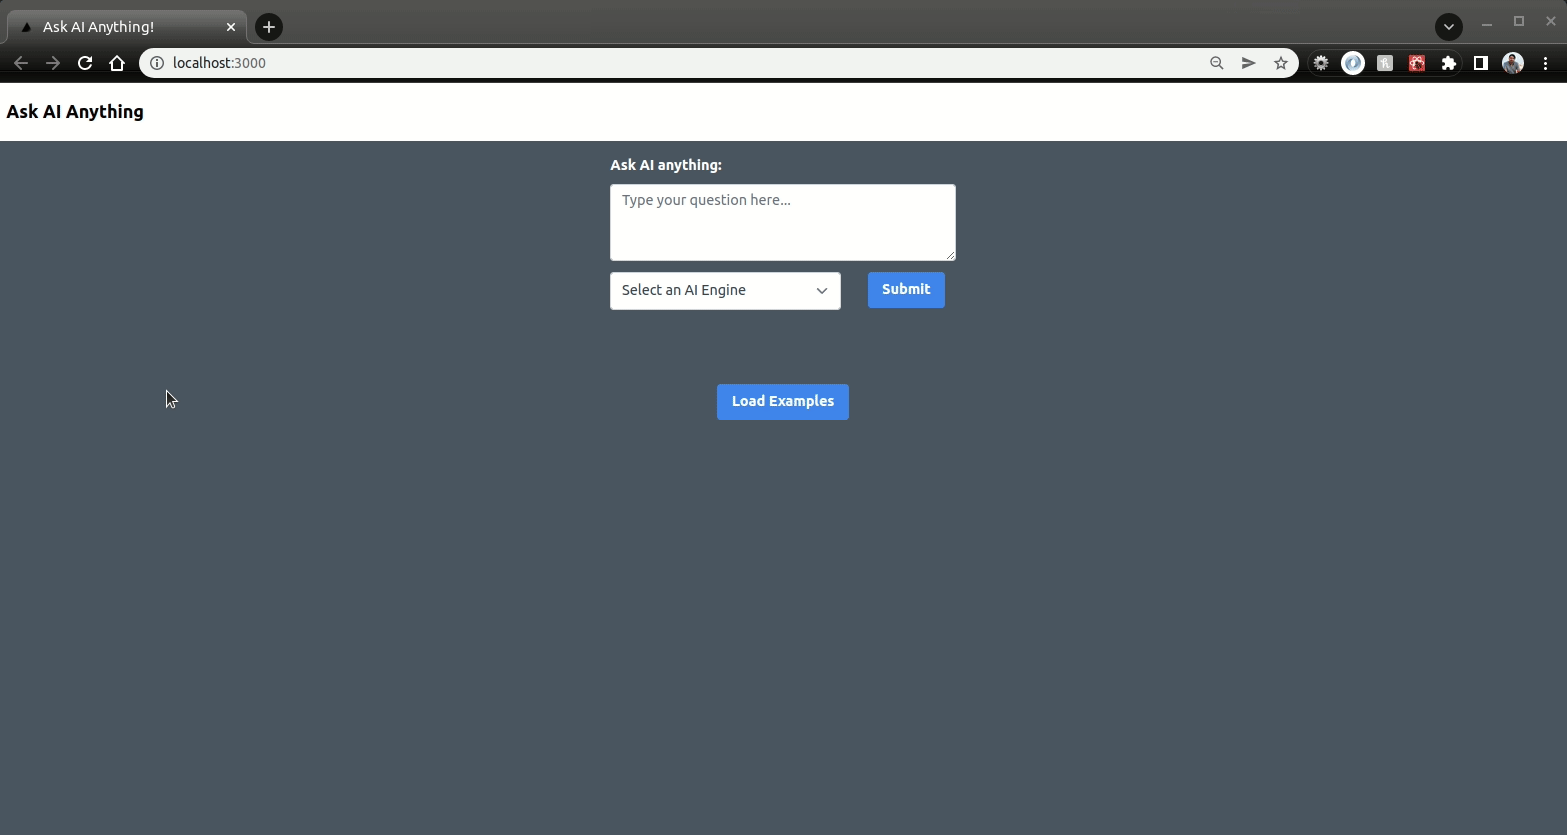 Ask AI Anything!
localhost:3000
Ask AI Anything
Ask AI anything:
Type your question here...
Select an AI Engine
Submit
Load Examples